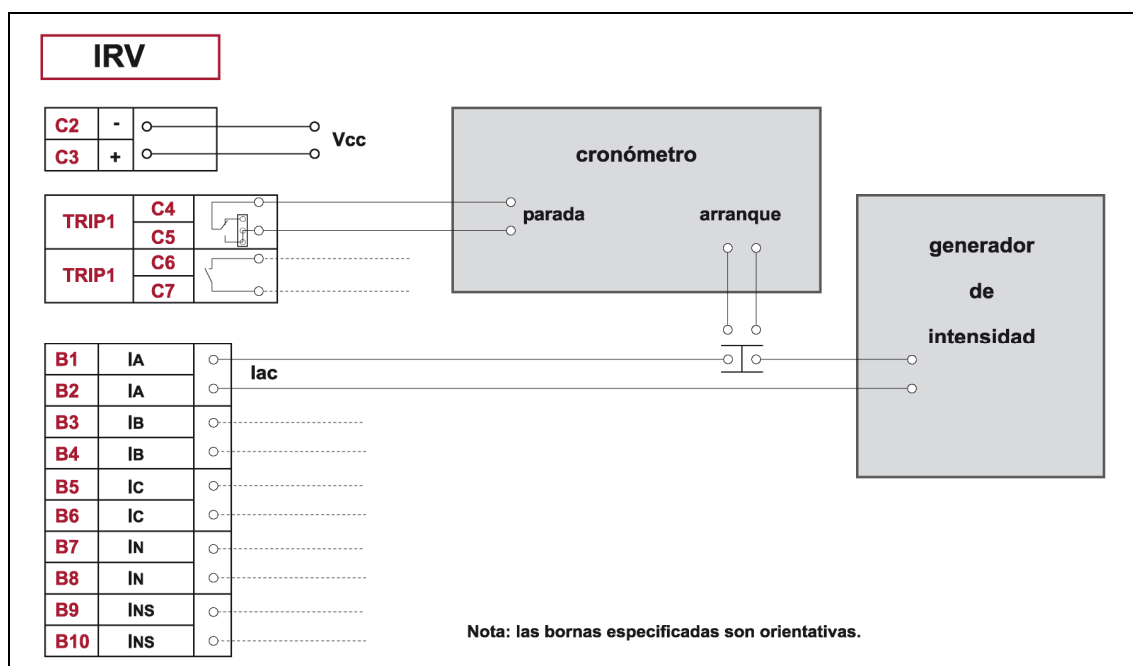 IRV
C2 -
C3 +
Vcc
TRIP1 C4
C5
TRIP1 C6
C7
cronómetro
parada
arranque
generador
de
intensidad
B1 IA
B2 IA
B3 IB
B4 IB
B5 IC
B6 IC
B7 IN
B8 IN
B9 INS
B10 INS
Iac
Nota: las bornas especificadas son orientativas.